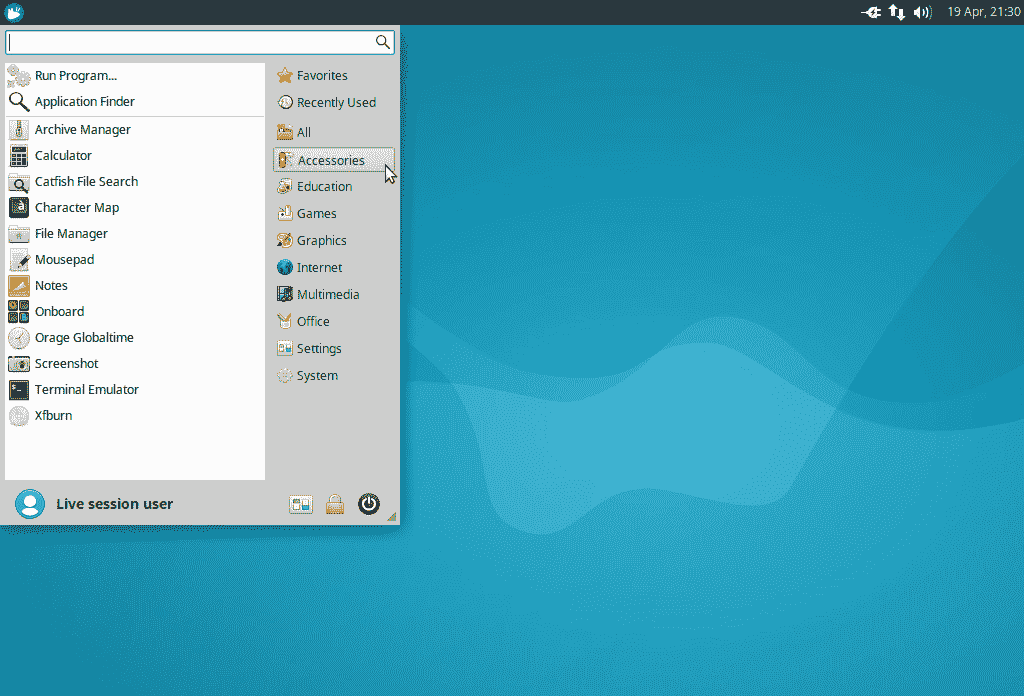 19 Apr, 21:30
Run Program...
Application Finder
Archive Manager
Calculator
Catfish File Search
Character Map
File Manager
Mousepad
Notes
Onboard
Orage Globaltime
Screenshot
Terminal Emulator
Xfburn
Favorites
Recently Used
All
Accessories
Education
Games
Graphics
Internet
Multimedia
Office
Settings
System
Live session user